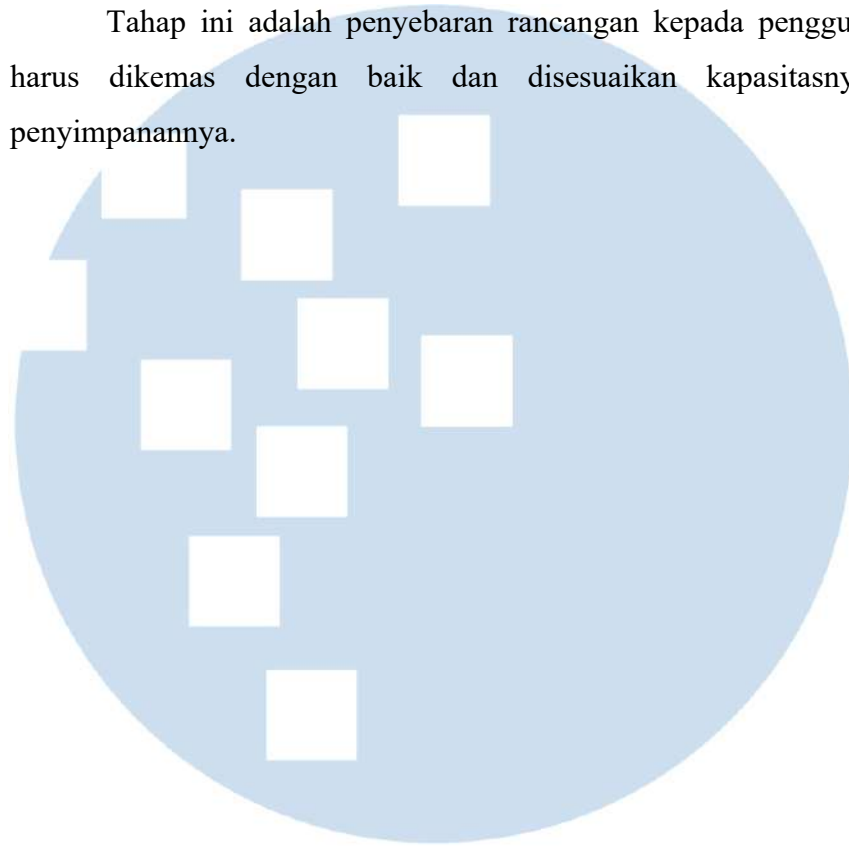 Tahap ini adalah penyebaran rancangan kepada penggu
harus dikemas dengan baik dan disesuaikan kapasitasny
penyimpanannya.